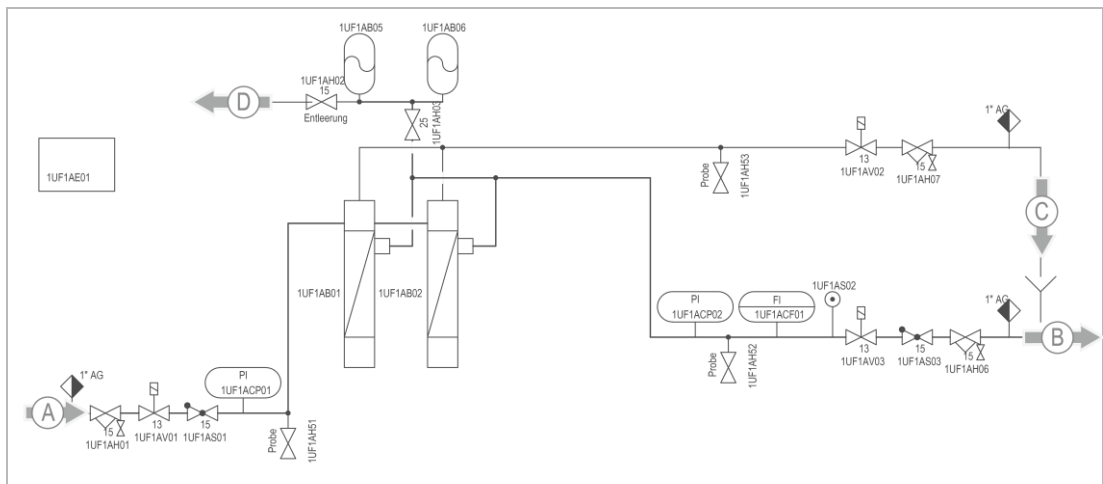 1UF1AB05
1UF1AB06
1UF1AH02
15
Entleerung
D
25
1UF1AH03
1UF1AE01
Probe
1UF1AH53
13
1UF1AV02
15
1UF1AH07
1" AG
C
1UF1AB01
1UF1AB02
PI
1UF1ACP02
FI
1UF1ACF01
1UF1AS02
Probe
1UF1AH52
13
1UF1AV03
15
1UF1AS03
15
1UF1AH06
1" AG
B
A
1" AG
15
1UF1AH01
13
1UF1AV01
15
1UF1AS01
PI
1UF1ACP01
Probe
1UF1AH51